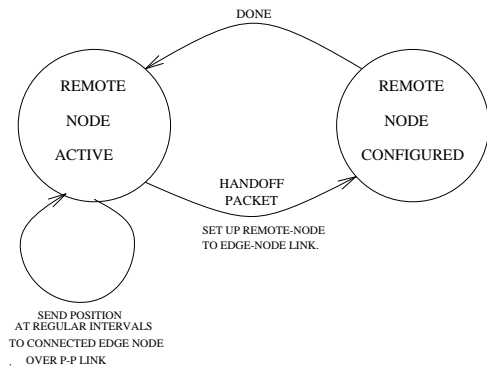 DONE
REMOTE
NODE
ACTIVE
REMOTE
NODE
CONFIGURED
HANDOFF
PACKET
SET UP REMOTE-NODE
TO EDGE-NODE LINK.
SEND POSITION
AT REGULAR INTERVALS
TO CONNECTED EDGE NODE
. OVER P-P LINK